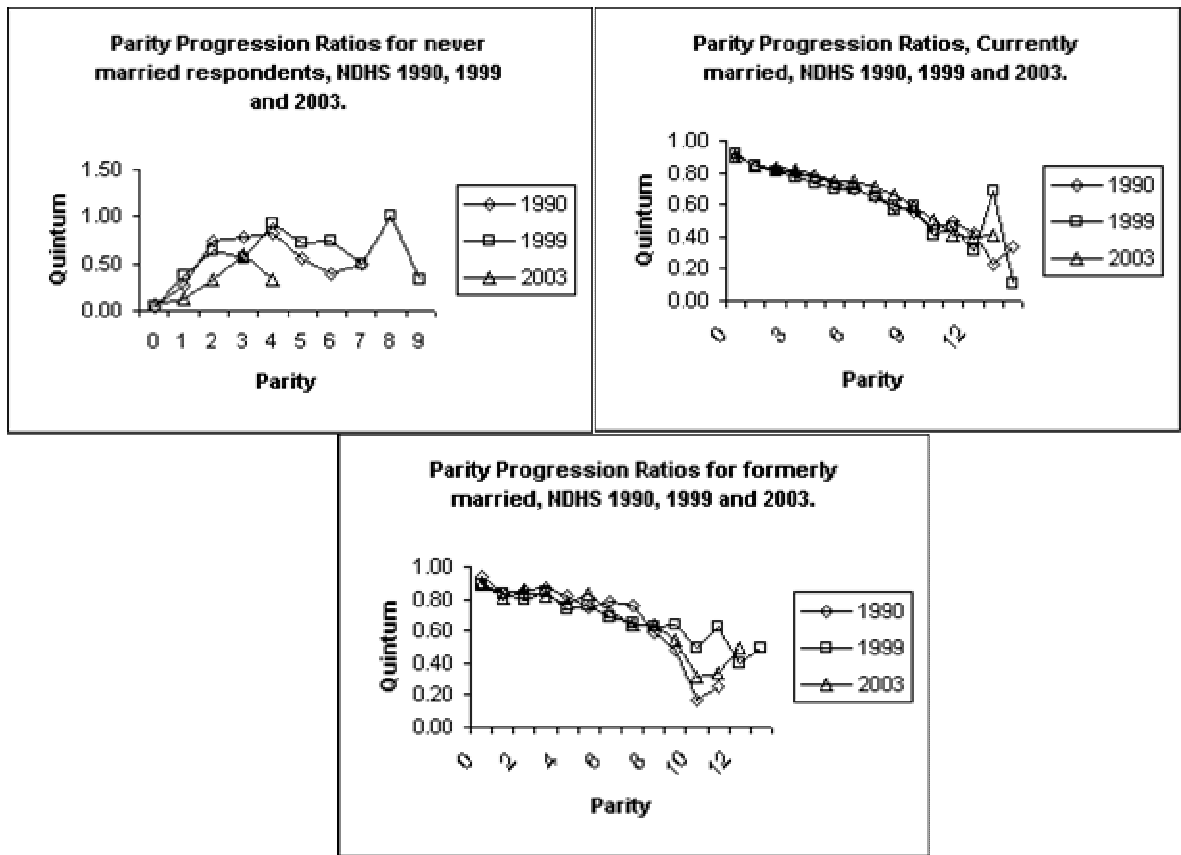 Parity Progression Ratios for never
married respondents, NDHS 1990, 1999
and 2003.
1.50
1.00
0.50
0.00
Quintum
0 1 2 3 4 5 6 7 8 9
Parity
1990
1999
2003
Parity Progression Ratios, Currently
married, NDHS 1990, 1999 and 2003.
1.00
0.80
0.60
0.40
0.20
0.00
Quintum
0 3 6 9 12
Parity
1990
1999
2003
Parity Progression Ratios for formerly
married, NDHS 1990, 1999 and 2003.
1.00
0.80
0.60
0.40
0.20
0.00
Quintum
0 2 4 6 8 10 12
Parity
1990
1999
2003